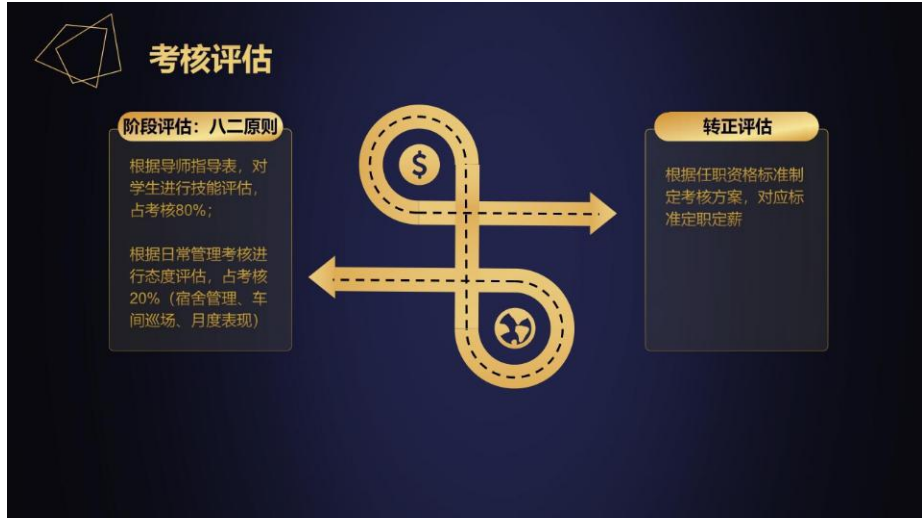 考核评估
阶段评估：八二原则
根据导师指导表，对
学生进行技能评估，
占考核80%；
根据日常管理考核进
行态度评估，占考核
20%（宿舍管理、车
间巡场、月度表现）
$
转正评估
根据任职资格标准制
定考核方案，对应标
准定职定薪